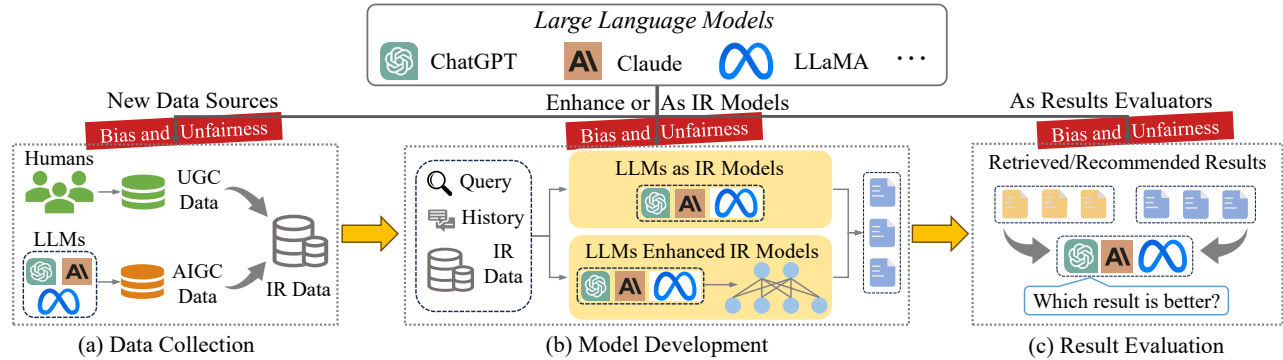 Large Language Models
ChatGPT
Claude
LLaMA
...
New Data Sources
Enhance or As IR Models
As Results Evaluators
Bias and Unfairness
Bias and Unfairness
Bias and Unfairness
Humans
UGC
Data
LLMs
AIGC
Data
IR Data
(a) Data Collection
Query
History
IR
Data
LLMs as IR Models
LLMs Enhanced IR Models
(b) Model Development
Retrieved/Recommended Results
Which result is better?
(c) Result Evaluation